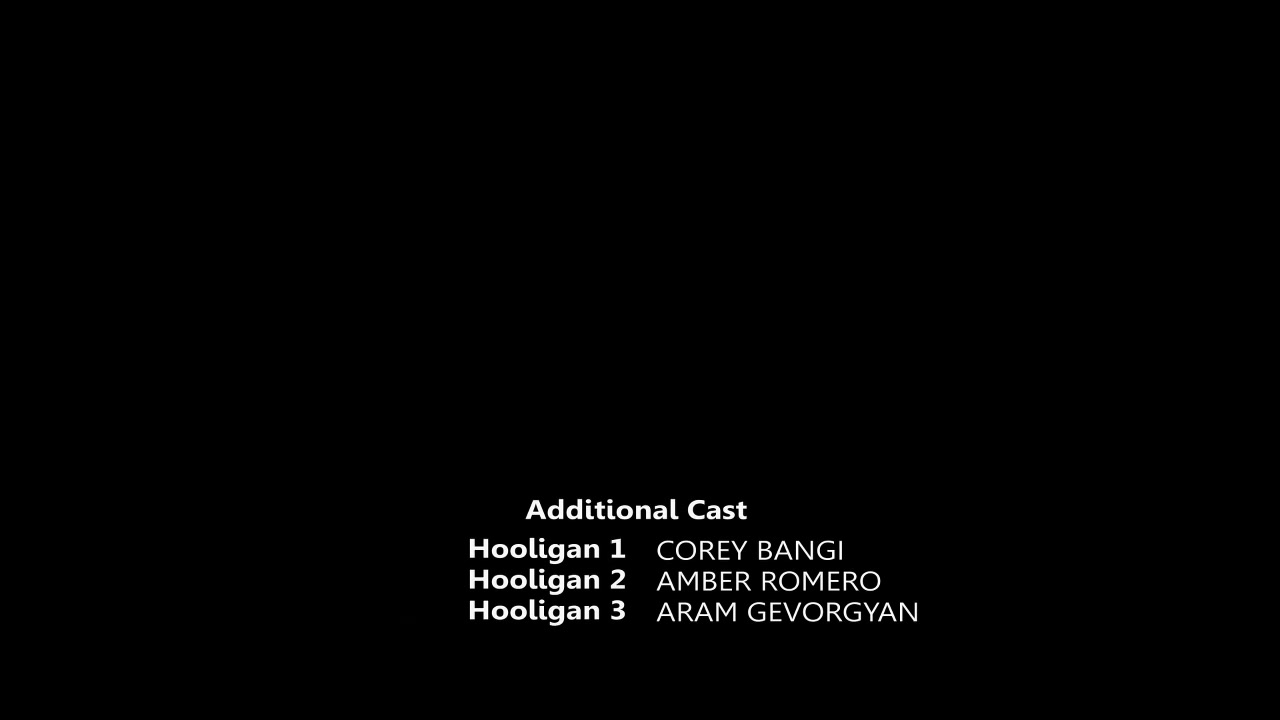 Additional Cast
Hooligan 1 COREY BANGI
Hooligan 2 AMBER ROMERO
Hooligan 3 ARAM GEVORGYAN